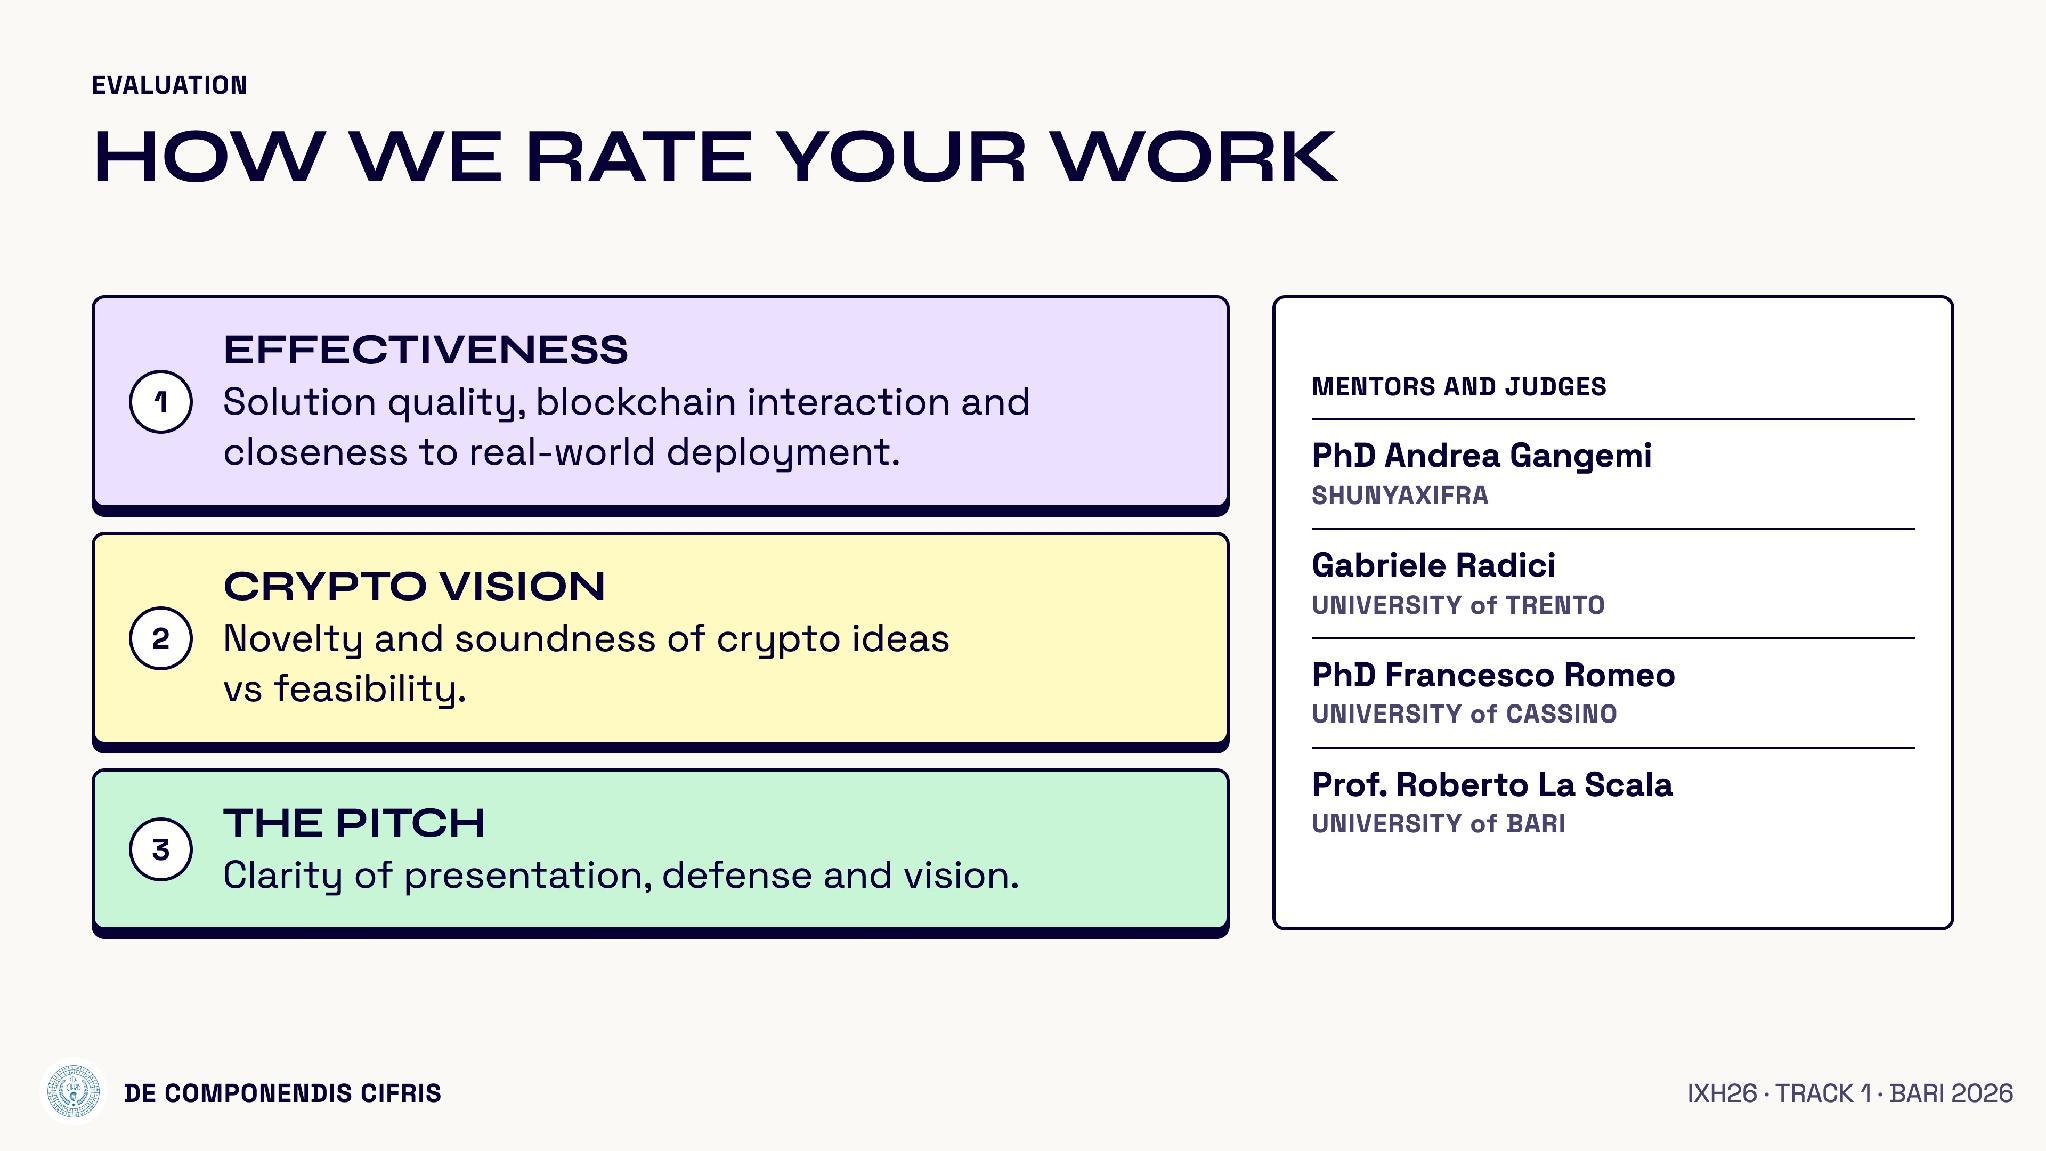 EVALUATION
HOW WE RATE YOUR WORK
1
EFFECTIVENESS
Solution quality, blockchain interaction and
closeness to real-world deployment.
2
CRYPTO VISION
Novelty and soundness of crypto ideas
vs feasibility.
3
THE PITCH
Clarity of presentation, defense and vision.
MENTORS AND JUDGES
PhD Andrea Gangemi
SHUNYAXIFRA
Gabriele Radici
UNIVERSITY of TRENTO
PhD Francesco Romeo
UNIVERSITY of CASSINO
Prof. Roberto La Scala
UNIVERSITY of BARI
DE COMPONENDIS CIFRIS
IXH26 · TRACK 1 · BARI 2026